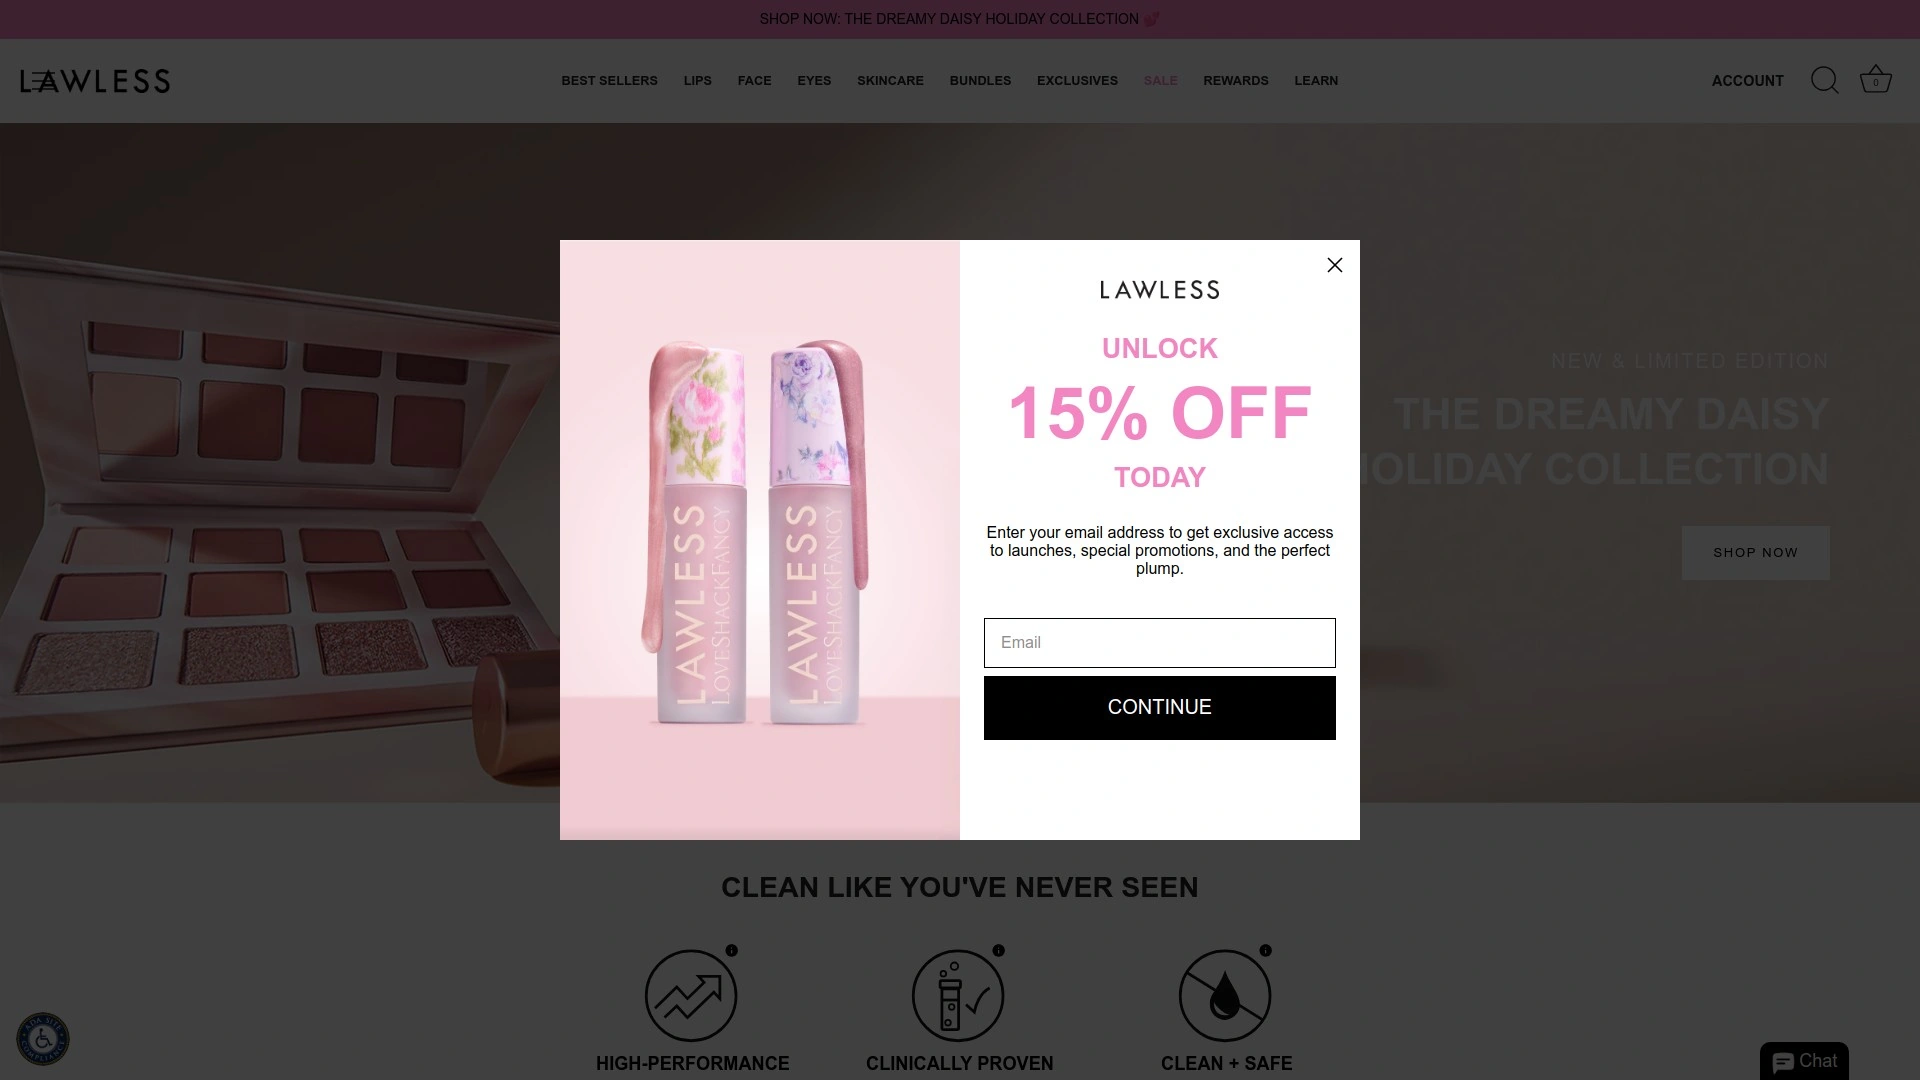 SHOP NOW: THE DREAMY DAISY HOLIDAY COLLECTION 💕
LAWLESS
BEST SELLERS
LIPS
FACE
EYES
SKINCARE
BUNDLES
EXCLUSIVES
SALE
REWARDS
LEARN
ACCOUNT
0
LAWLESS
LOVESHACKFANCY
LAWLESS
LOVESHACKFANCY
LAWLESS
UNLOCK
15% OFF
TODAY
Enter your email address to get exclusive access
to launches, special promotions, and the perfect
plump.
Email
CONTINUE
NEW & LIMITED EDITION
THE DREAMY DAISY
OLIDAY COLLECTION
SHOP NOW
CLEAN LIKE YOU'VE NEVER SEEN
HIGH-PERFORMANCE
CLINICALLY PROVEN
CLEAN + SAFE
ADA SITE
COMPLIANCE
Chat